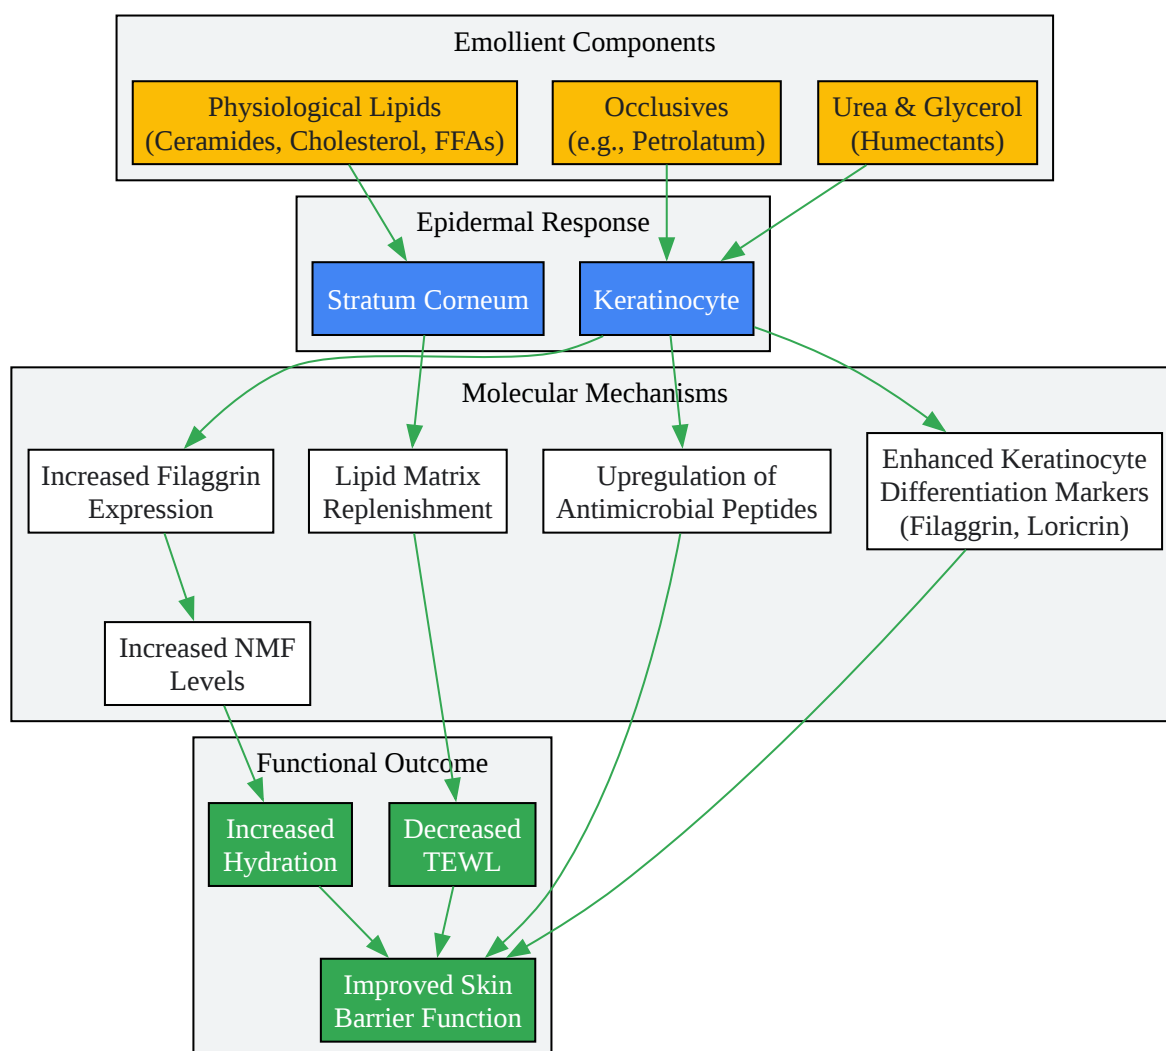 Emollient Components
Physiological Lipids
(Ceramides, Cholesterol, FFAs)
Occlusives
(e.g., Petrolatum)
Urea & Glycerol
(Humectants)
Epidermal Response
Stratum Corneum
Keratinocyte
Molecular Mechanisms
Increased Filaggrin
Expression
Lipid Matrix
Replenishment
Upregulation of
Antimicrobial Peptides
Enhanced Keratinocyte
Differentiation Markers
(Filaggrin, Loricrin)
Increased NMF
Levels
Functional Outcome
Increased
Hydration
Decreased
TEWL
Improved Skin
Barrier Function